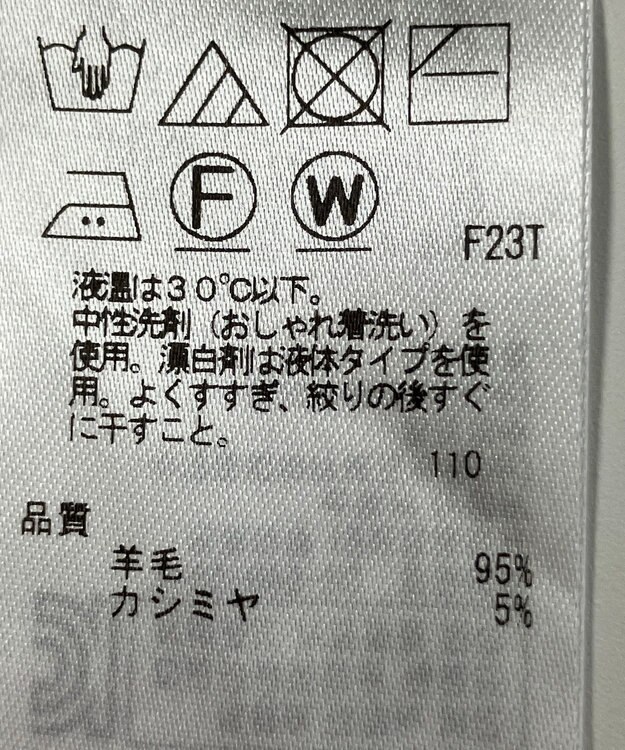 F
W
F23T
液温は30℃以下。
中性洗剤（おしゃれ着洗い）を
使用。漂白剤は液体タイプを使
用。よくすすぎ、絞りの後すぐ
に干すこと。
110
品質
羊毛 95%
カシミヤ 5%